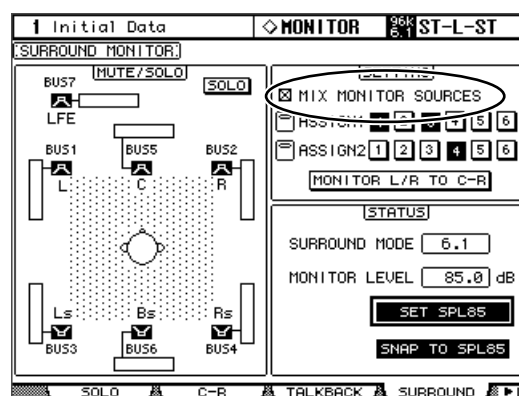 1 Initial Data
◇MONITOR
96k 6.1 ST-L-ST
SURROUND MONITOR
MUTE/SOLO
SOLO
BUS7
LFE
BUS1
BUS5
BUS2
L
C
R
Ls
Bs
Rs
BUS3
BUS6
BUS4
MIX MONITOR SOURCES
ASSIGN1 2 4 5 6
ASSIGN2 1 2 3 4 5 6
MONITOR L/R TO C-R
STATUS
SURROUND MODE 6.1
MONITOR LEVEL 85.0 dB
SET SPL85
SNAP TO SPL85
SOLO
C-R
TALKBACK
SURROUND